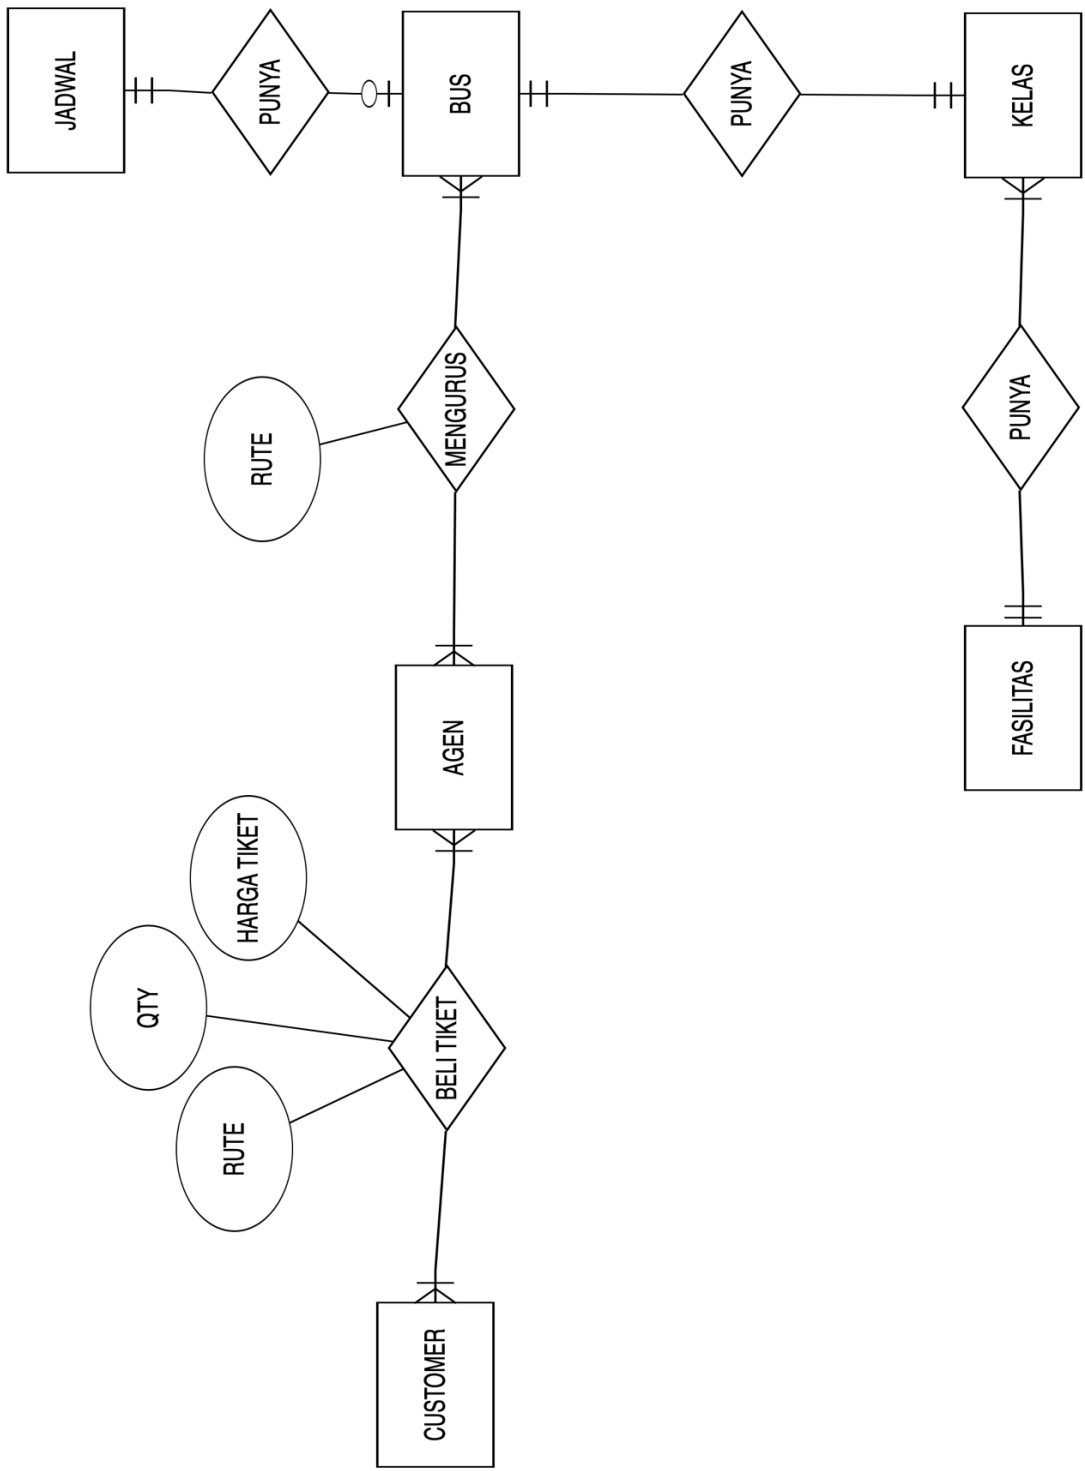 CUSTOMER
RUTE
QTY
HARGA TIKET
BELI TIKET
AGEN
RUTE
MENGURUS
JADWAL
PUNYA
BUS
PUNYA
KELAS
PUNYA
FASILITAS